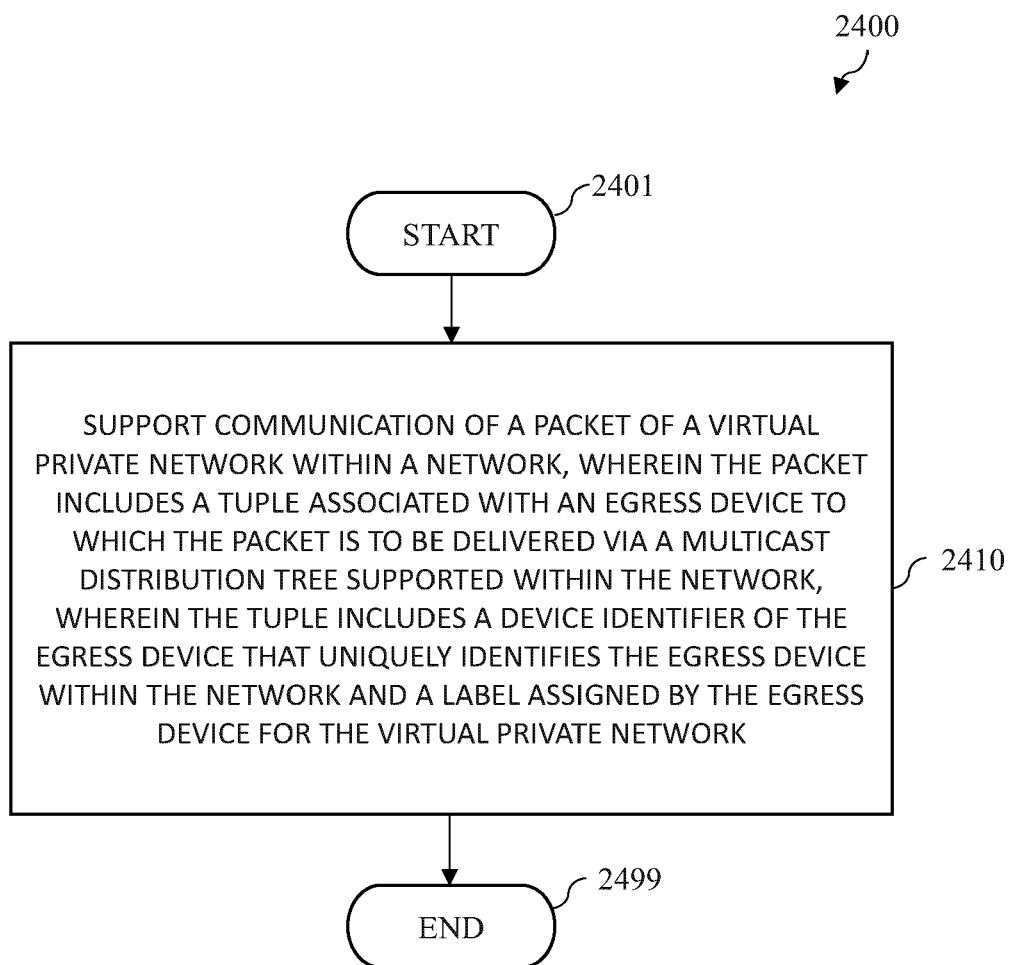 2400
2401
START
SUPPORT COMMUNICATION OF A PACKET OF A VIRTUAL
PRIVATE NETWORK WITHIN A NETWORK, WHEREIN THE PACKET
INCLUDES A TUPLE ASSOCIATED WITH AN EGRESS DEVICE TO
WHICH THE PACKET IS TO BE DELIVERED VIA A MULTICAST
DISTRIBUTION TREE SUPPORTED WITHIN THE NETWORK,
WHEREIN THE TUPLE INCLUDES A DEVICE IDENTIFIER OF THE
EGRESS DEVICE THAT UNIQUELY IDENTIFIES THE EGRESS DEVICE
WITHIN THE NETWORK AND A LABEL ASSIGNED BY THE EGRESS
DEVICE FOR THE VIRTUAL PRIVATE NETWORK
2410
2499
END